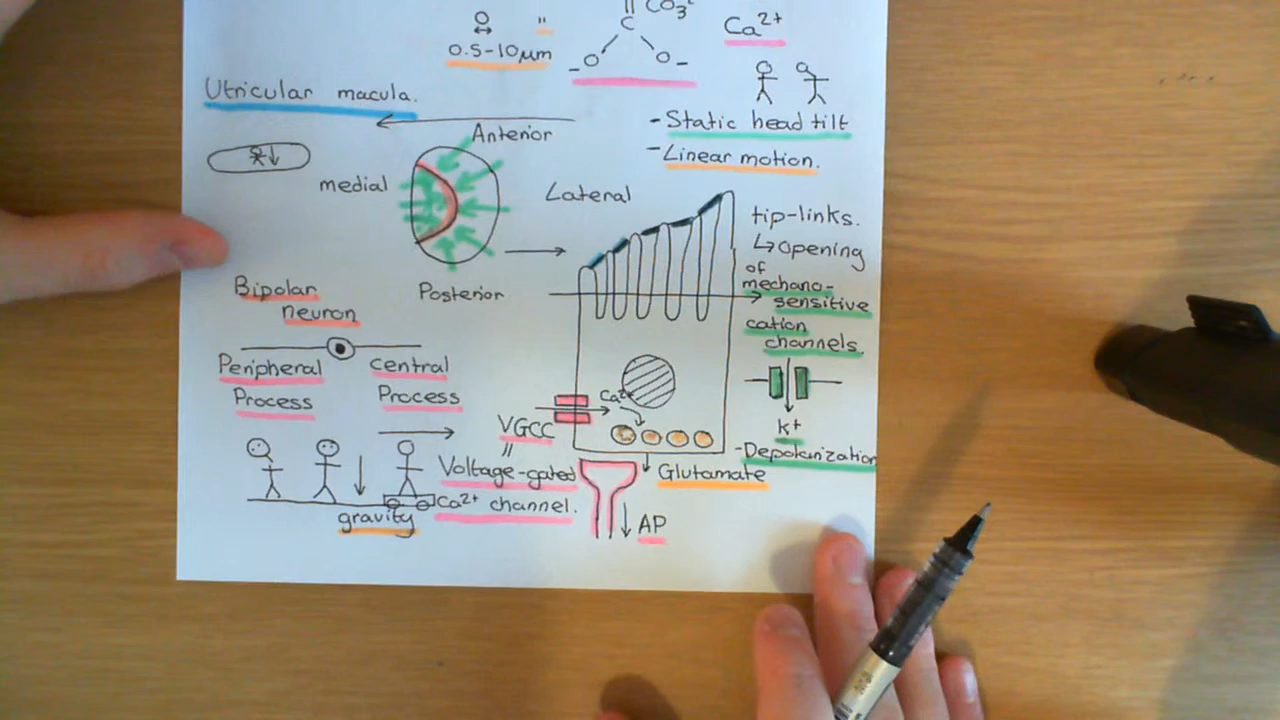 CO3
C
O
O
0.5-10μm
Ca²⁺
Utricular macula.
Anterior
medial
Lateral
Posterior
- Static head tilt
- Linear motion.
tip-links.
↳ opening
of
mechano-
sensitive
cation
channels.
K+
- Depolarization
Bipolar
neuron
Peripheral
Process
central
Process
gravity
Ca²⁺
VGCC
=
Voltage-gated
Ca²⁺ channel.
Glutamate
AP